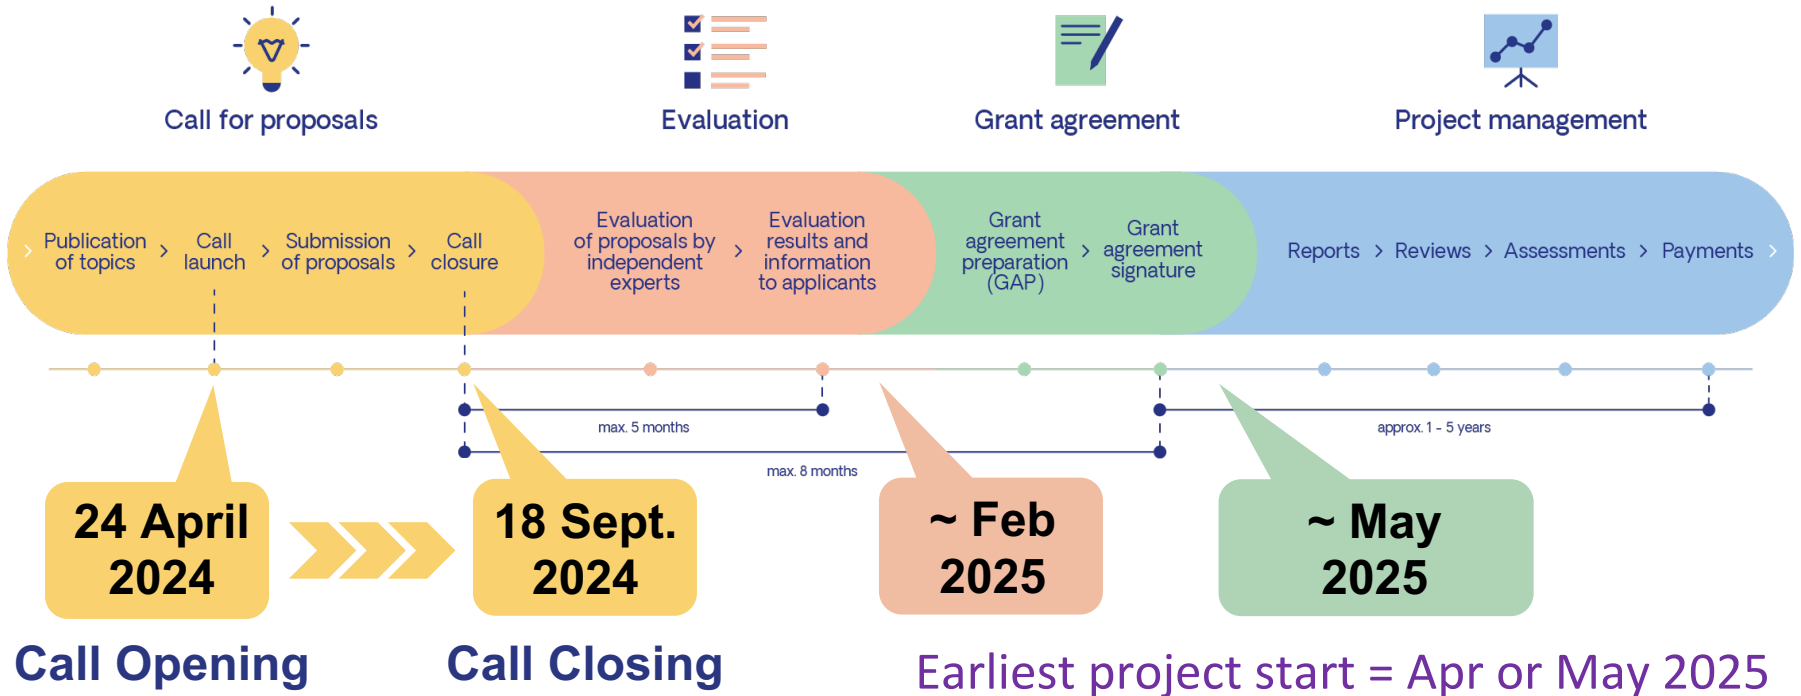 Call for proposals
Evaluation
Grant agreement
Project management
Publication
of topics
Call
launch
Submission
of proposals
Call
closure
Evaluation
of proposals by
independent
experts
Evaluation
results and
information
to applicants
Grant
agreement
preparation
(GAP)
Grant
agreement
signature
Reports
Reviews
Assessments
Payments
max. 5 months
approx. 1 - 5 years
max. 8 months
24 April
2024
18 Sept.
2024
~ Feb
2025
~ May
2025
Call Opening
Call Closing
Earliest project start = Apr or May 2025